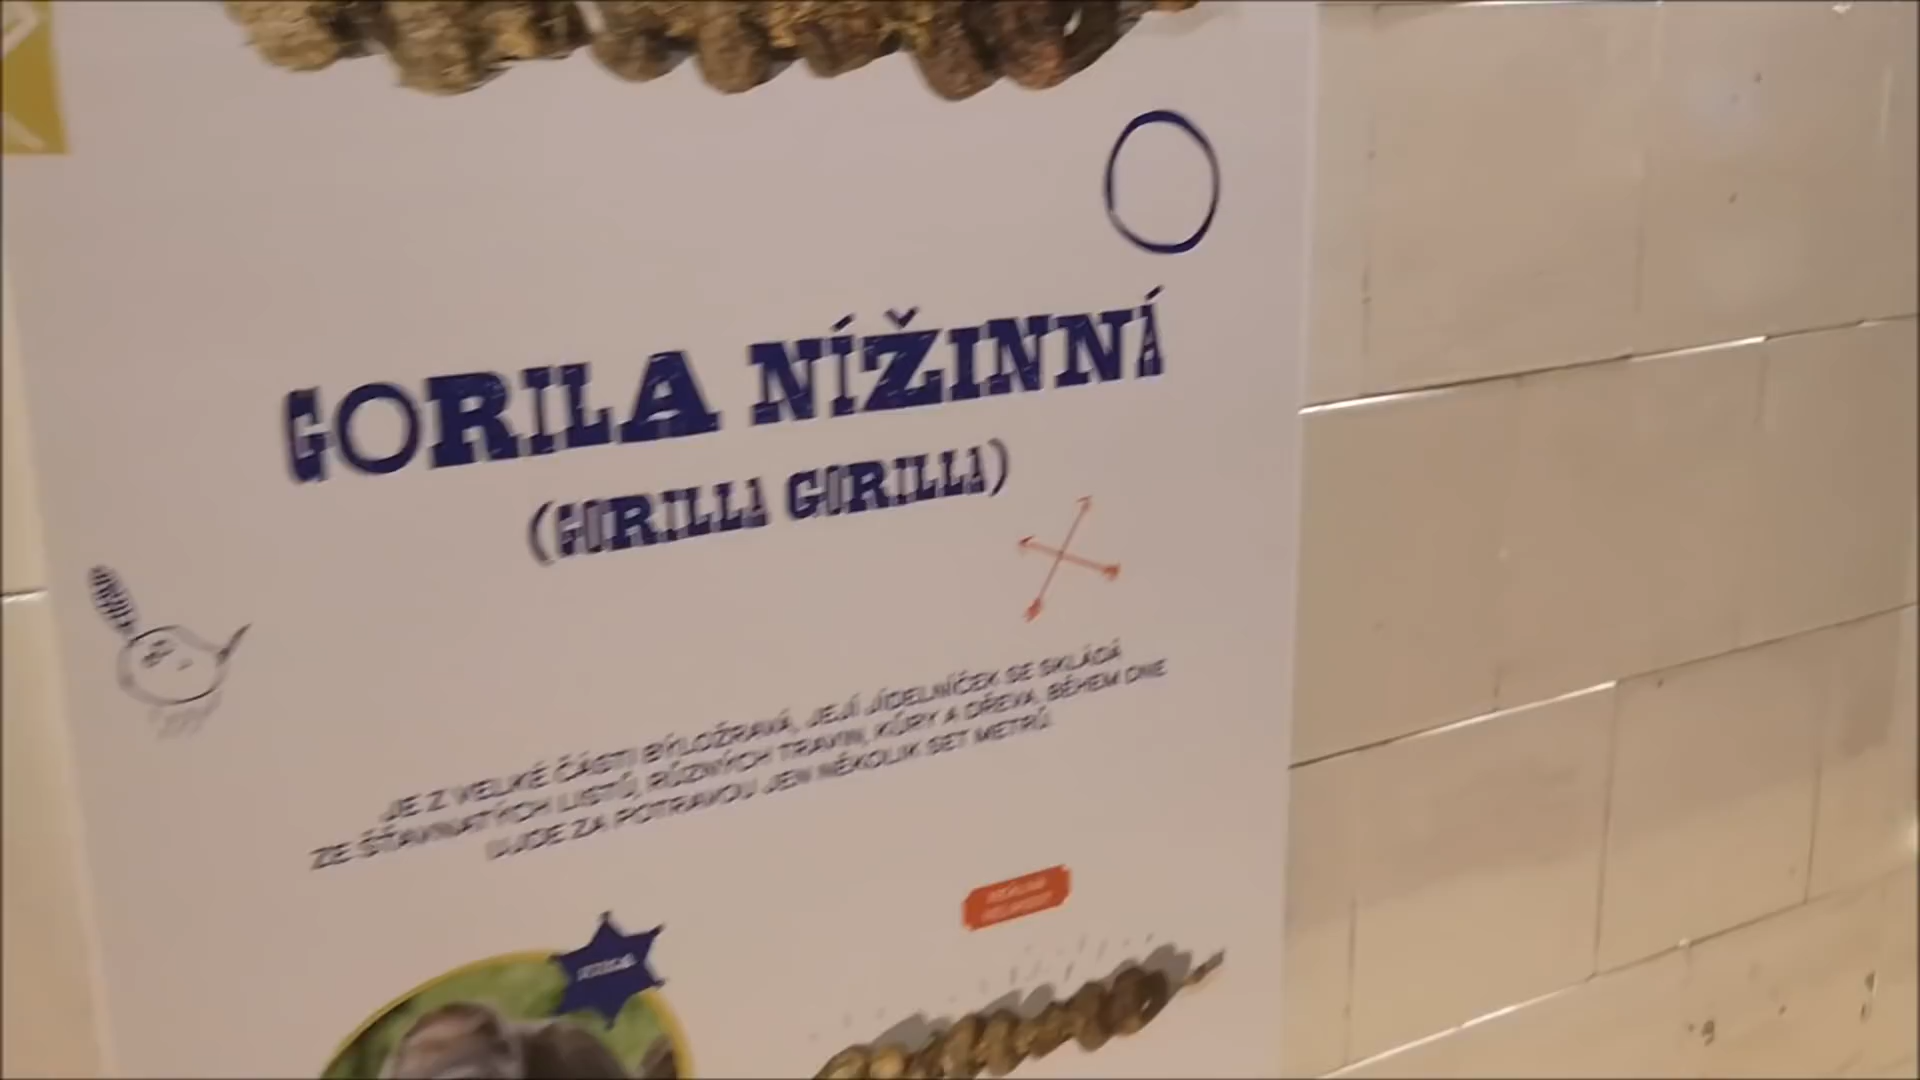 GORILA NÍŽINNÁ
(GORILLA GORILLA)
JE Z VELKÉ ČÁSTI BÝLOŽRAVÁ, JEJÍ JÍDELNÍČEK SE SKLÁDÁ
ZE ŠŤAVNATÝCH LISTŮ, RŮZNÝCH TRAVIN, KŮRY A DŘEVA, BĚHEM DNE
UJDE ZA POTRAVOU JEN NĚKOLIK SET METRŮ